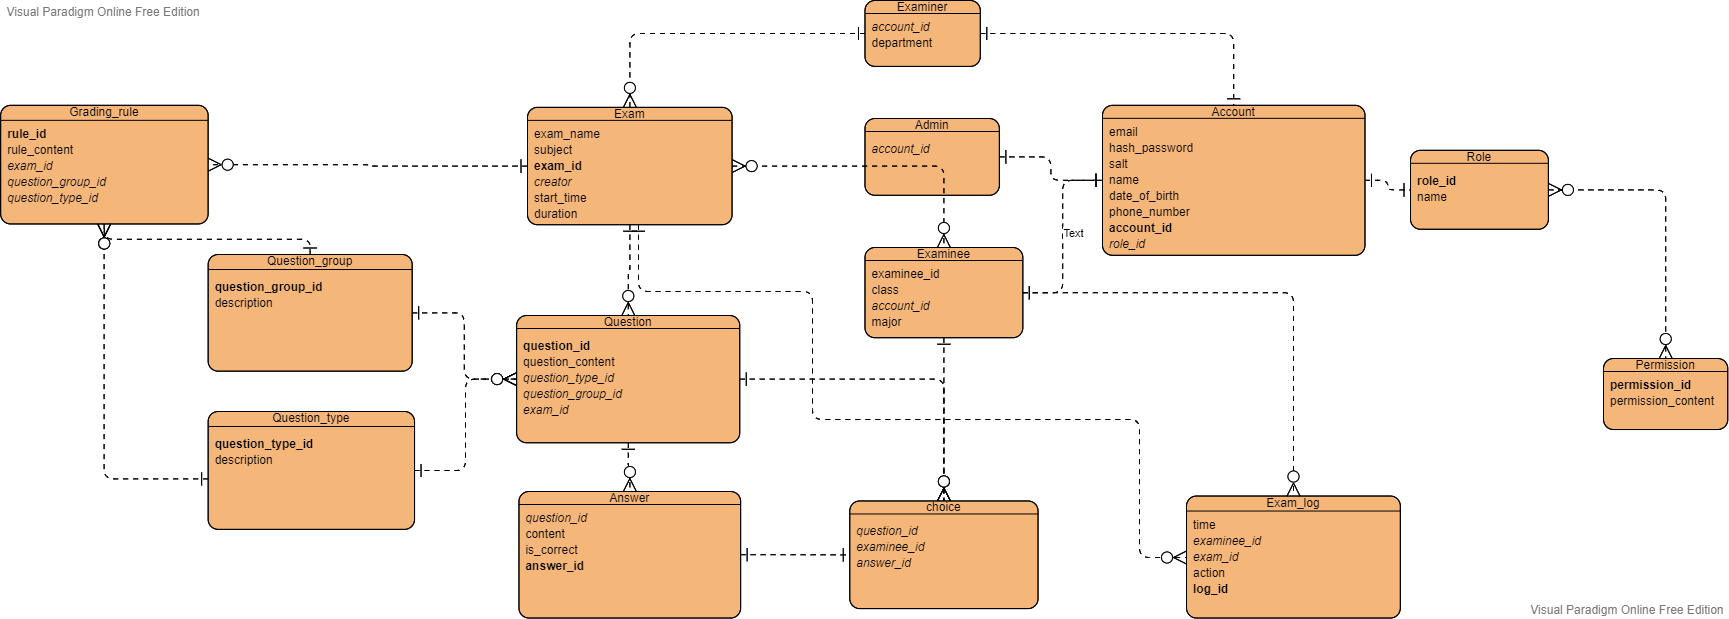 Visual Paradigm Online Free Edition
Examiner
account_id
department
Grading_rule
rule_id
rule_content
exam_id
question_group_id
question_type_id
Exam
exam_name
subject
exam_id
creator
start_time
duration
Admin
account_id
Account
email
hash_password
salt
name
date_of_birth
phone_number
account_id
role_id
Role
role_id
name
Text
Question_group
question_group_id
description
Examinee
examinee_id
class
account_id
major
Question
question_id
question_content
question_type_id
question_group_id
exam_id
Permission
permission_id
permission_content
Question_type
question_type_id
description
Answer
question_id
content
is_correct
answer_id
choice
question_id
examinee_id
answer_id
Exam_log
time
examinee_id
exam_id
action
log_id
Visual Paradigm Online Free Edition